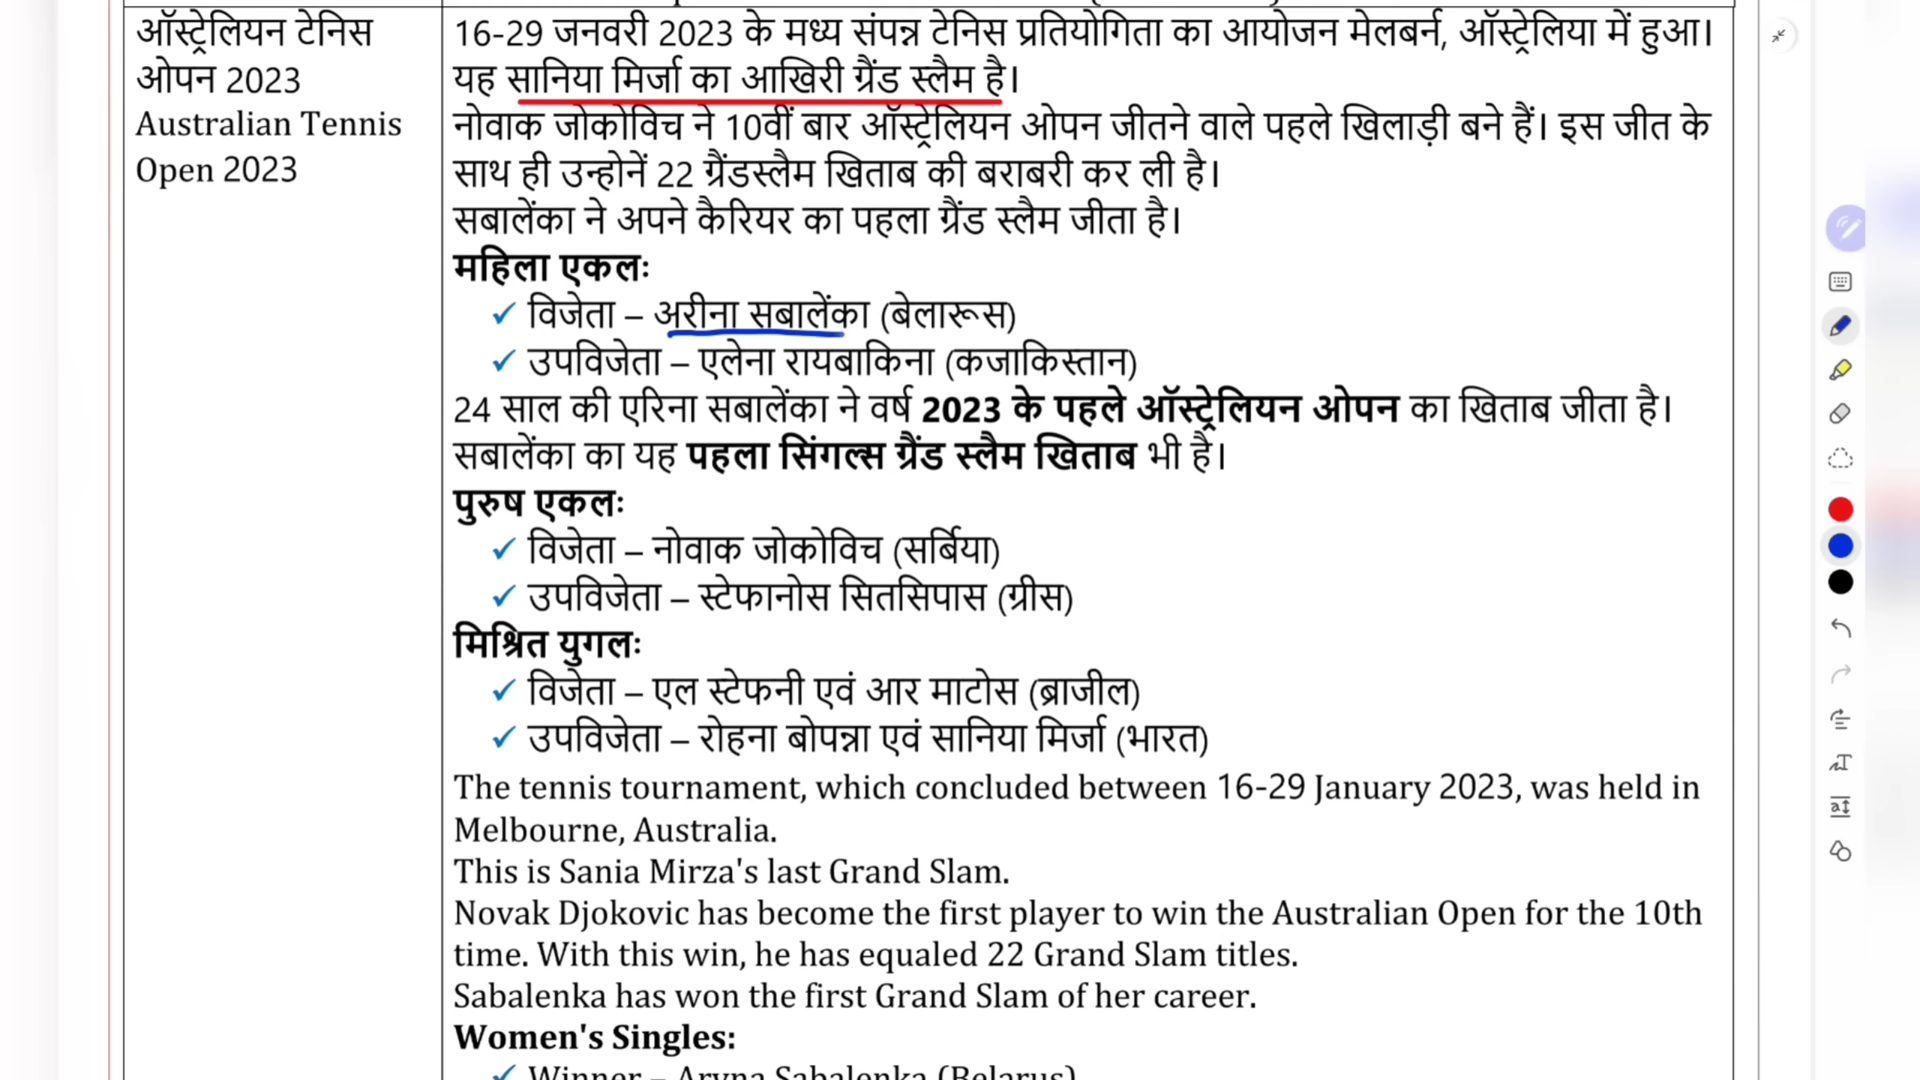 ऑस्ट्रेलियन टेनिस
ओपन 2023
Australian Tennis
Open 2023
16-29 जनवरी 2023 के मध्य संपन्न टेनिस प्रतियोगिता का आयोजन मेलबर्न, ऑस्ट्रेलिया में हुआ।
यह सानिया मिर्जा का आखिरी ग्रैंड स्लैम है।
नोवाक जोकोविच ने 10वीं बार ऑस्ट्रेलियन ओपन जीतने वाले पहले खिलाड़ी बने हैं। इस जीत के
साथ ही उन्होनें 22 ग्रैंडस्लैम खिताब की बराबरी कर ली है।
सबालेंका ने अपने कैरियर का पहला ग्रैंड स्लैम जीता है।
महिला एकलः
✓ विजेता – अरीना सबालेंका (बेलारूस)
✓ उपविजेता – एलेना रायबाकिना (कजाकिस्तान)
24 साल की एरिना सबालेंका ने वर्ष 2023 के पहले ऑस्ट्रेलियन ओपन का खिताब जीता है।
सबालेंका का यह पहला सिंगल्स ग्रैंड स्लैम खिताब भी है।
पुरुष एकलः
✓ विजेता – नोवाक जोकोविच (सर्बिया)
✓ उपविजेता – स्टेफानोस सितसिपास (ग्रीस)
मिश्रित युगलः
✓ विजेता – एल स्टेफनी एवं आर माटोस (ब्राजील)
✓ उपविजेता – रोहना बोपन्ना एवं सानिया मिर्जा (भारत)
The tennis tournament, which concluded between 16-29 January 2023, was held in
Melbourne, Australia.
This is Sania Mirza's last Grand Slam.
Novak Djokovic has become the first player to win the Australian Open for the 10th
time. With this win, he has equaled 22 Grand Slam titles.
Sabalenka has won the first Grand Slam of her career.
Women's Singles:
✓ Winner – Aryna Sabalenka (Belarus)